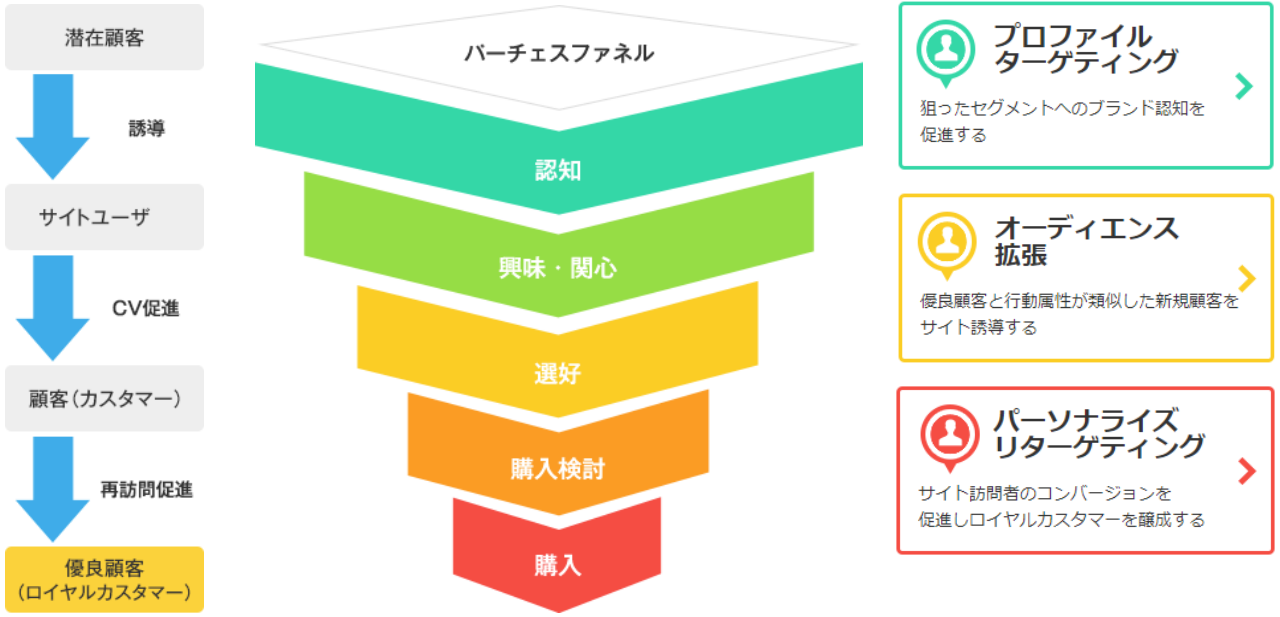 潜在顧客
誘導
サイトユーザ
CV促進
顧客(カスタマー)
再訪問促進
優良顧客
(ロイヤルカスタマー)
パーチェスファネル
認知
興味・関心
選好
購入検討
購入
プロファイル
ターゲティング
狙ったセグメントへのブランド認知を
促進する
オーディエンス
拡張
優良顧客と行動属性が類似した新規顧客を
サイト誘導する
パーソナライズ
リターゲティング
サイト訪問者のコンバージョンを
促進しロイヤルカスタマーを醸成する